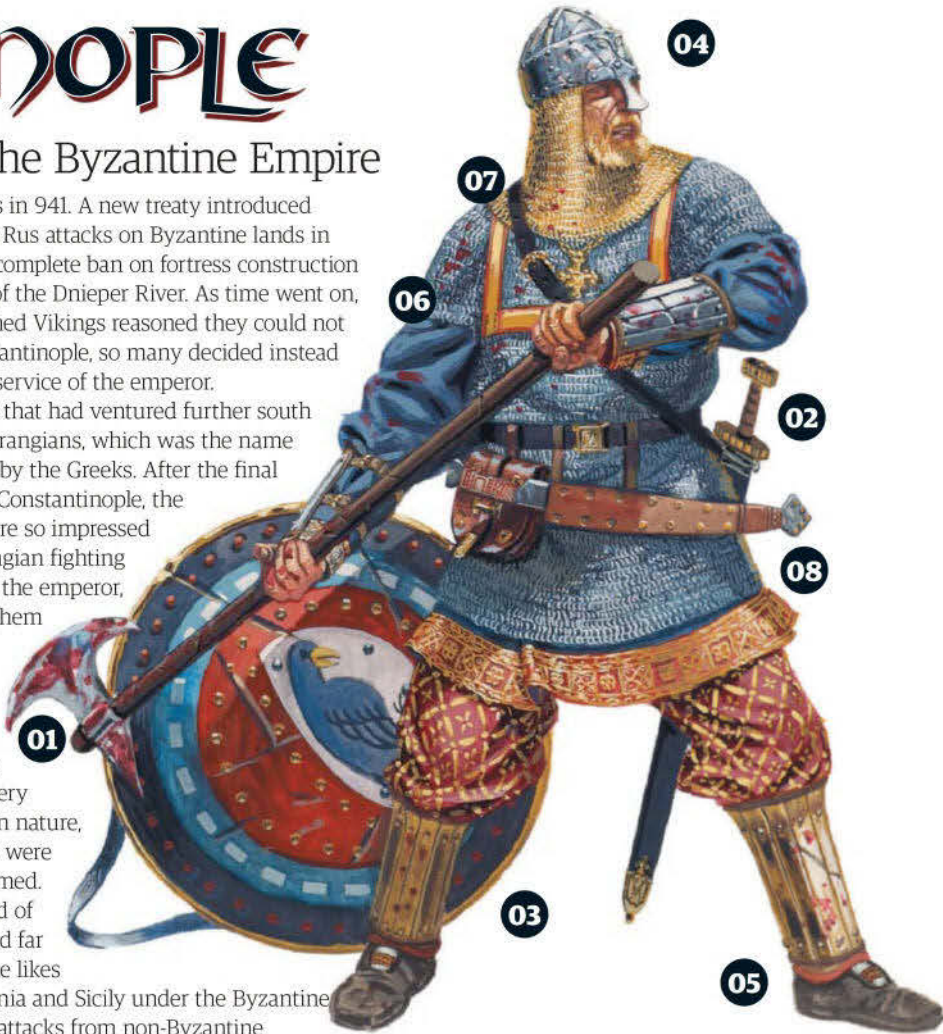 NOPLE
he Byzantine Empire
s in 941. A new treaty introduced
Rus attacks on Byzantine lands in
complete ban on fortress construction
of the Dnieper River. As time went on,
ned Vikings reasoned they could not
antinople, so many decided instead
service of the emperor.
that had ventured further south
rangians, which was the name
by the Greeks. After the final
Constantinople, the
re so impressed
gian fighting
the emperor,
hem
ery
n nature,
were
med.
d of
d far
e likes
nia and Sicily under the Byzantine
attacks from non-Byzantine
04
07
06
02
08
01
03
05